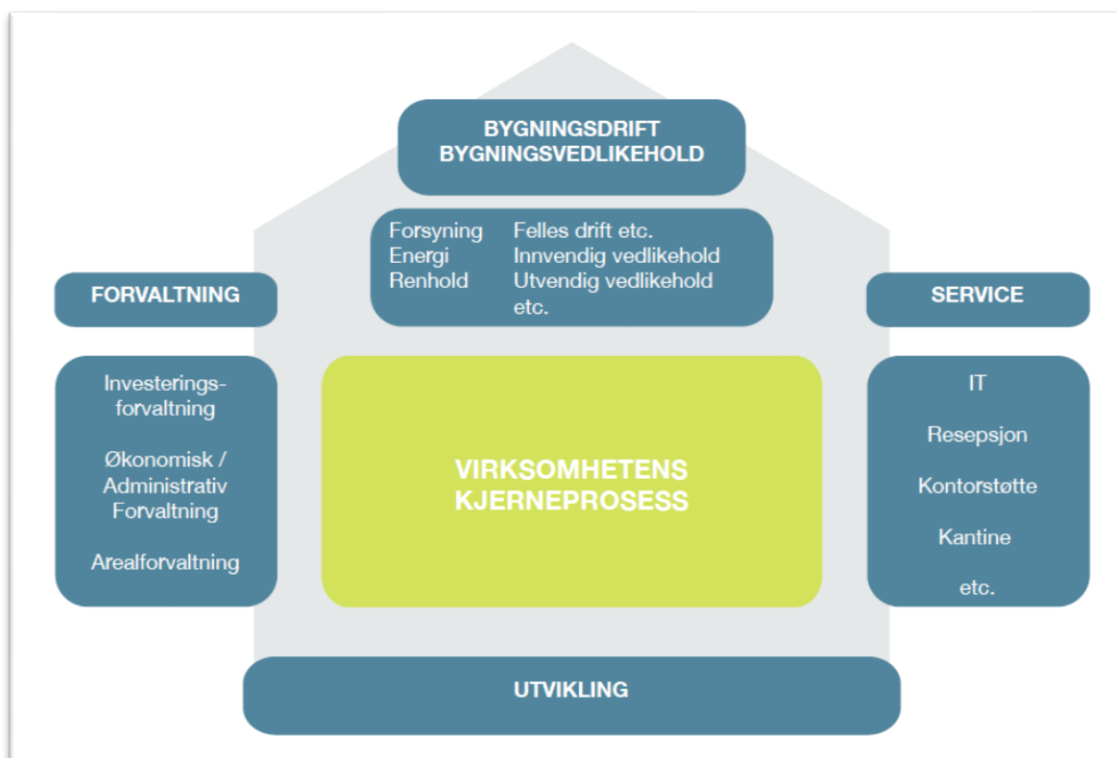 BYGNINGSDRIFT
BYGNINGSVEDLIKEHOLD
Forsyning Felles drift etc.
Energi Innvendig vedlikehold
Renhold Utvendig vedlikehold
etc.
FORVALTNING
Investerings-
forvaltning
Økonomisk /
Administrativ
Forvaltning
Arealforvaltning
VIRKSOMHETENS
KJERNEPROSESS
SERVICE
IT
Resepsjon
Kontorstøtte
Kantine
etc.
UTVIKLING